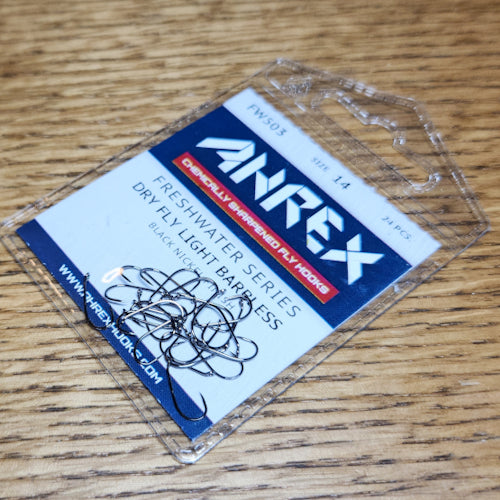 FW503 SIZE 14 24 PCS
AHREX
CHEMICALLY SHARPENED FLY HOOKS
FRESHWATER SERIES
DRY FLY LIGHT BARBLESS
BLACK NICKEL
WWW.AHREXHOOKS.COM